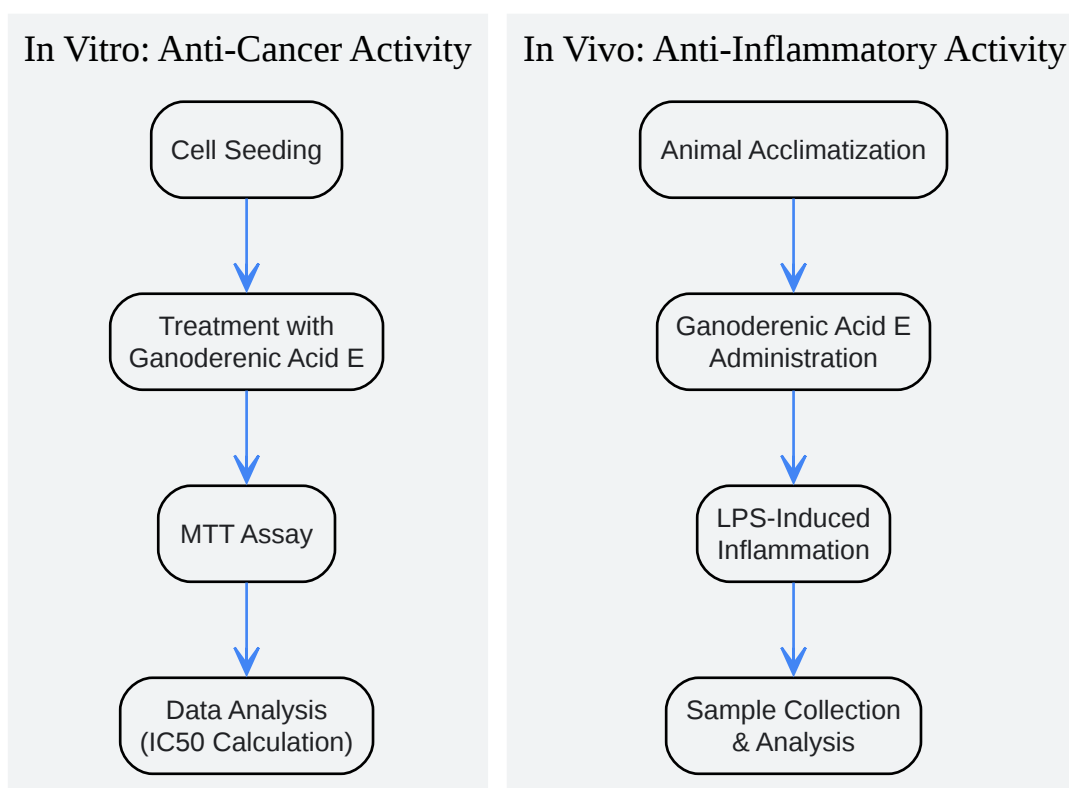 In Vitro: Anti-Cancer Activity
Cell Seeding
Treatment with
Ganoderenic Acid E
MTT Assay
Data Analysis
(IC50 Calculation)
In Vivo: Anti-Inflammatory Activity
Animal Acclimatization
Ganoderenic Acid E
Administration
LPS-Induced
Inflammation
Sample Collection
& Analysis